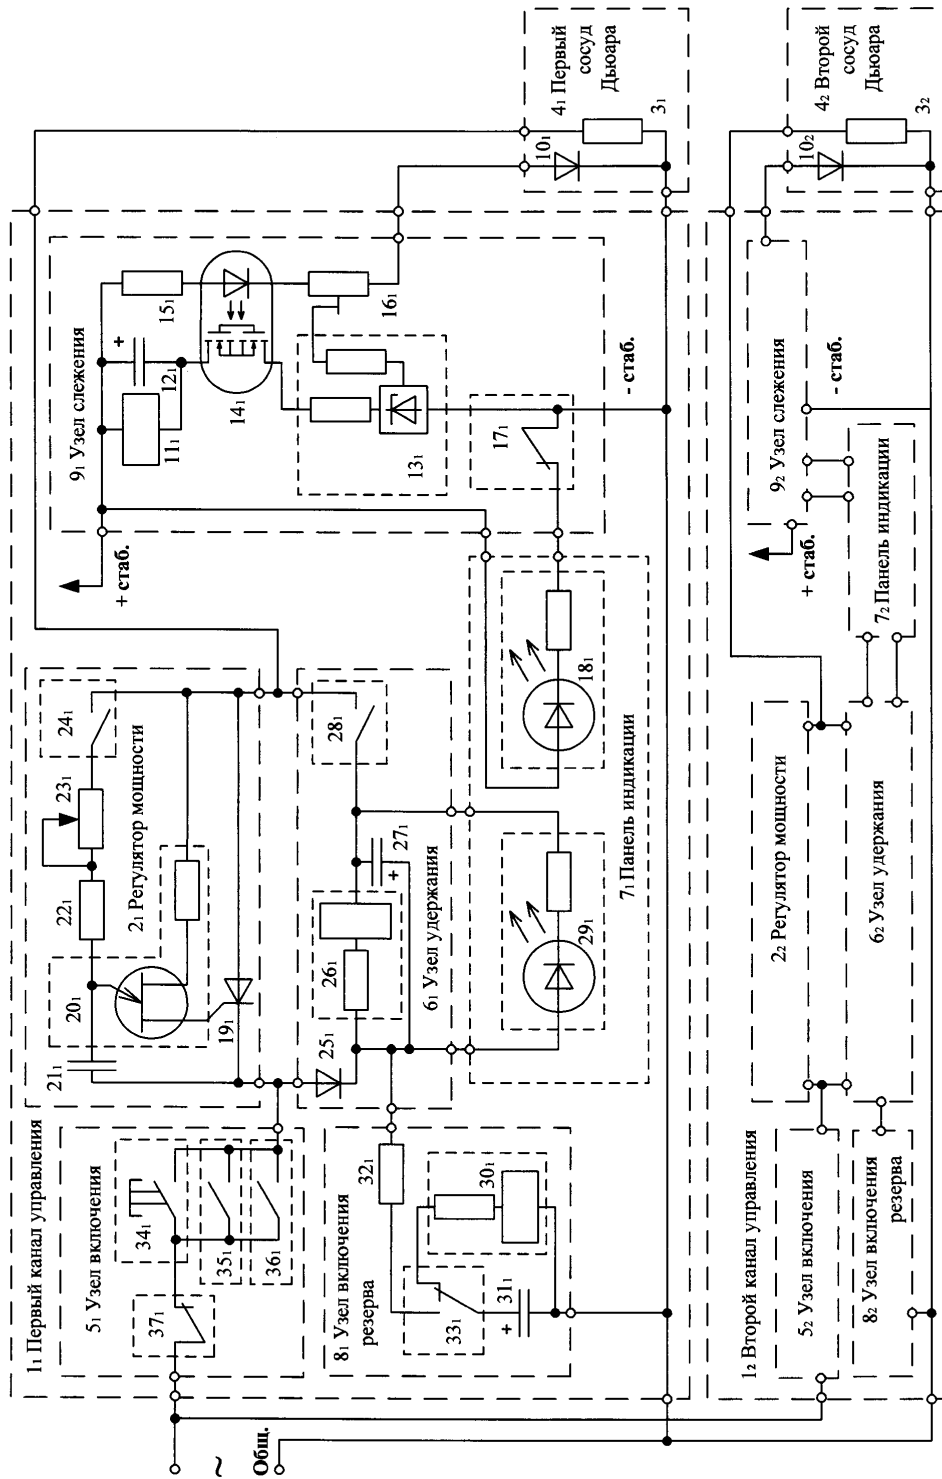 1₁ Первый канал управления
5₁ Узел включения
37₁
34₁
35₁
36₁
2₁ Регулятор мощности
21₁
20₁
22₁
23₁
24₁
19₁
6₁ Узел удержания
25₁
26₁
27₁
28₁
8₁ Узел включения
резерва
32₁
33₁
30₁
31₁
7₁ Панель индикации
29₁
18₁
9₁ Узел слежения
+ стаб.
11₁
12₁
+
15₁
14₁
16₁
13₁
17₁
- стаб.
4₁ Первый
сосуд
Дьюара
10₁
3₁
+
+
~
Общ.
1₂ Второй канал управления
5₂ Узел включения
8₂ Узел включения
резерва
2₂ Регулятор мощности
6₂ Узел удержания
7₂ Панель индикации
9₂ Узел слежения
+ стаб.
- стаб.
4₂ Второй
сосуд
Дьюара
10₂
3₂